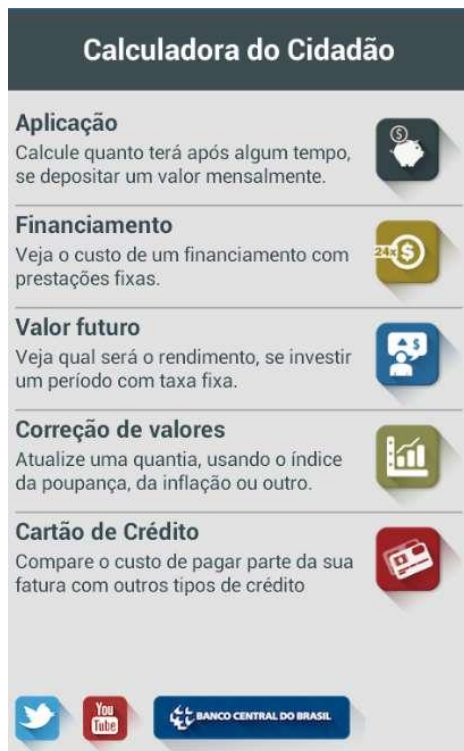 Calculadora do Cidadão
Aplicação
Calcule quanto terá após algum tempo,
se depositar um valor mensalmente.
Financiamento
Veja o custo de um financiamento com
prestações fixas.
24x $
Valor futuro
Veja qual será o rendimento, se investir
um período com taxa fixa.
Correção de valores
Atualize uma quantia, usando o índice
da poupança, da inflação ou outro.
Cartão de Crédito
Compare o custo de pagar parte da sua
fatura com outros tipos de crédito
You
Tube
BANCO CENTRAL DO BRASIL